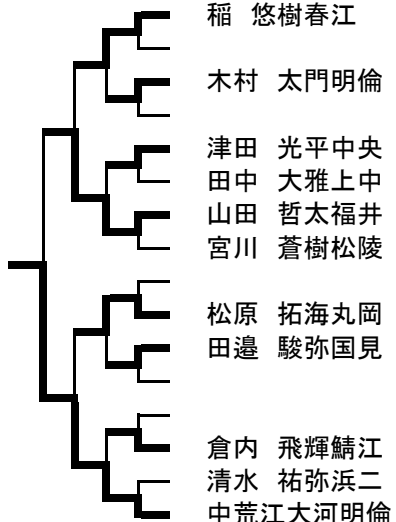 稲 悠樹春江
木村 太門明倫
津田 光平中央
田中 大雅上中
山田 哲太福井
宮川 蒼樹松陵
松原 拓海丸岡
田邉 駿弥国見
倉内 飛輝鯖江
清水 祐弥浜二
中荒江大河明倫